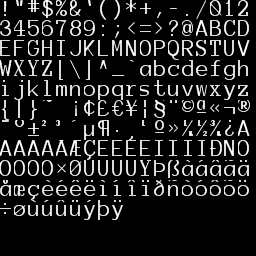 !"#$%&'()*+,-./012
3456789:;<=>?@ABCD
EFGHIJKLMNOPQRSTUV
WXYZ[\]^_`abcdefgh
ijklmnopqrstuvwxyz
{|}~ ¡¢£€¥¦§¨©ª«¬®
¯°±²³´µ¶·¸¹º»¼½¾¿À
ÁÂÃÄÅÆÇÈÉÊËÌÍÎÏÐÑÒ
ÓÔÕÖ×ØÙÚÛÜÝÞßàáâãä
åæçèéêëìíîïðñòóôõö
÷øùúûüýþÿ